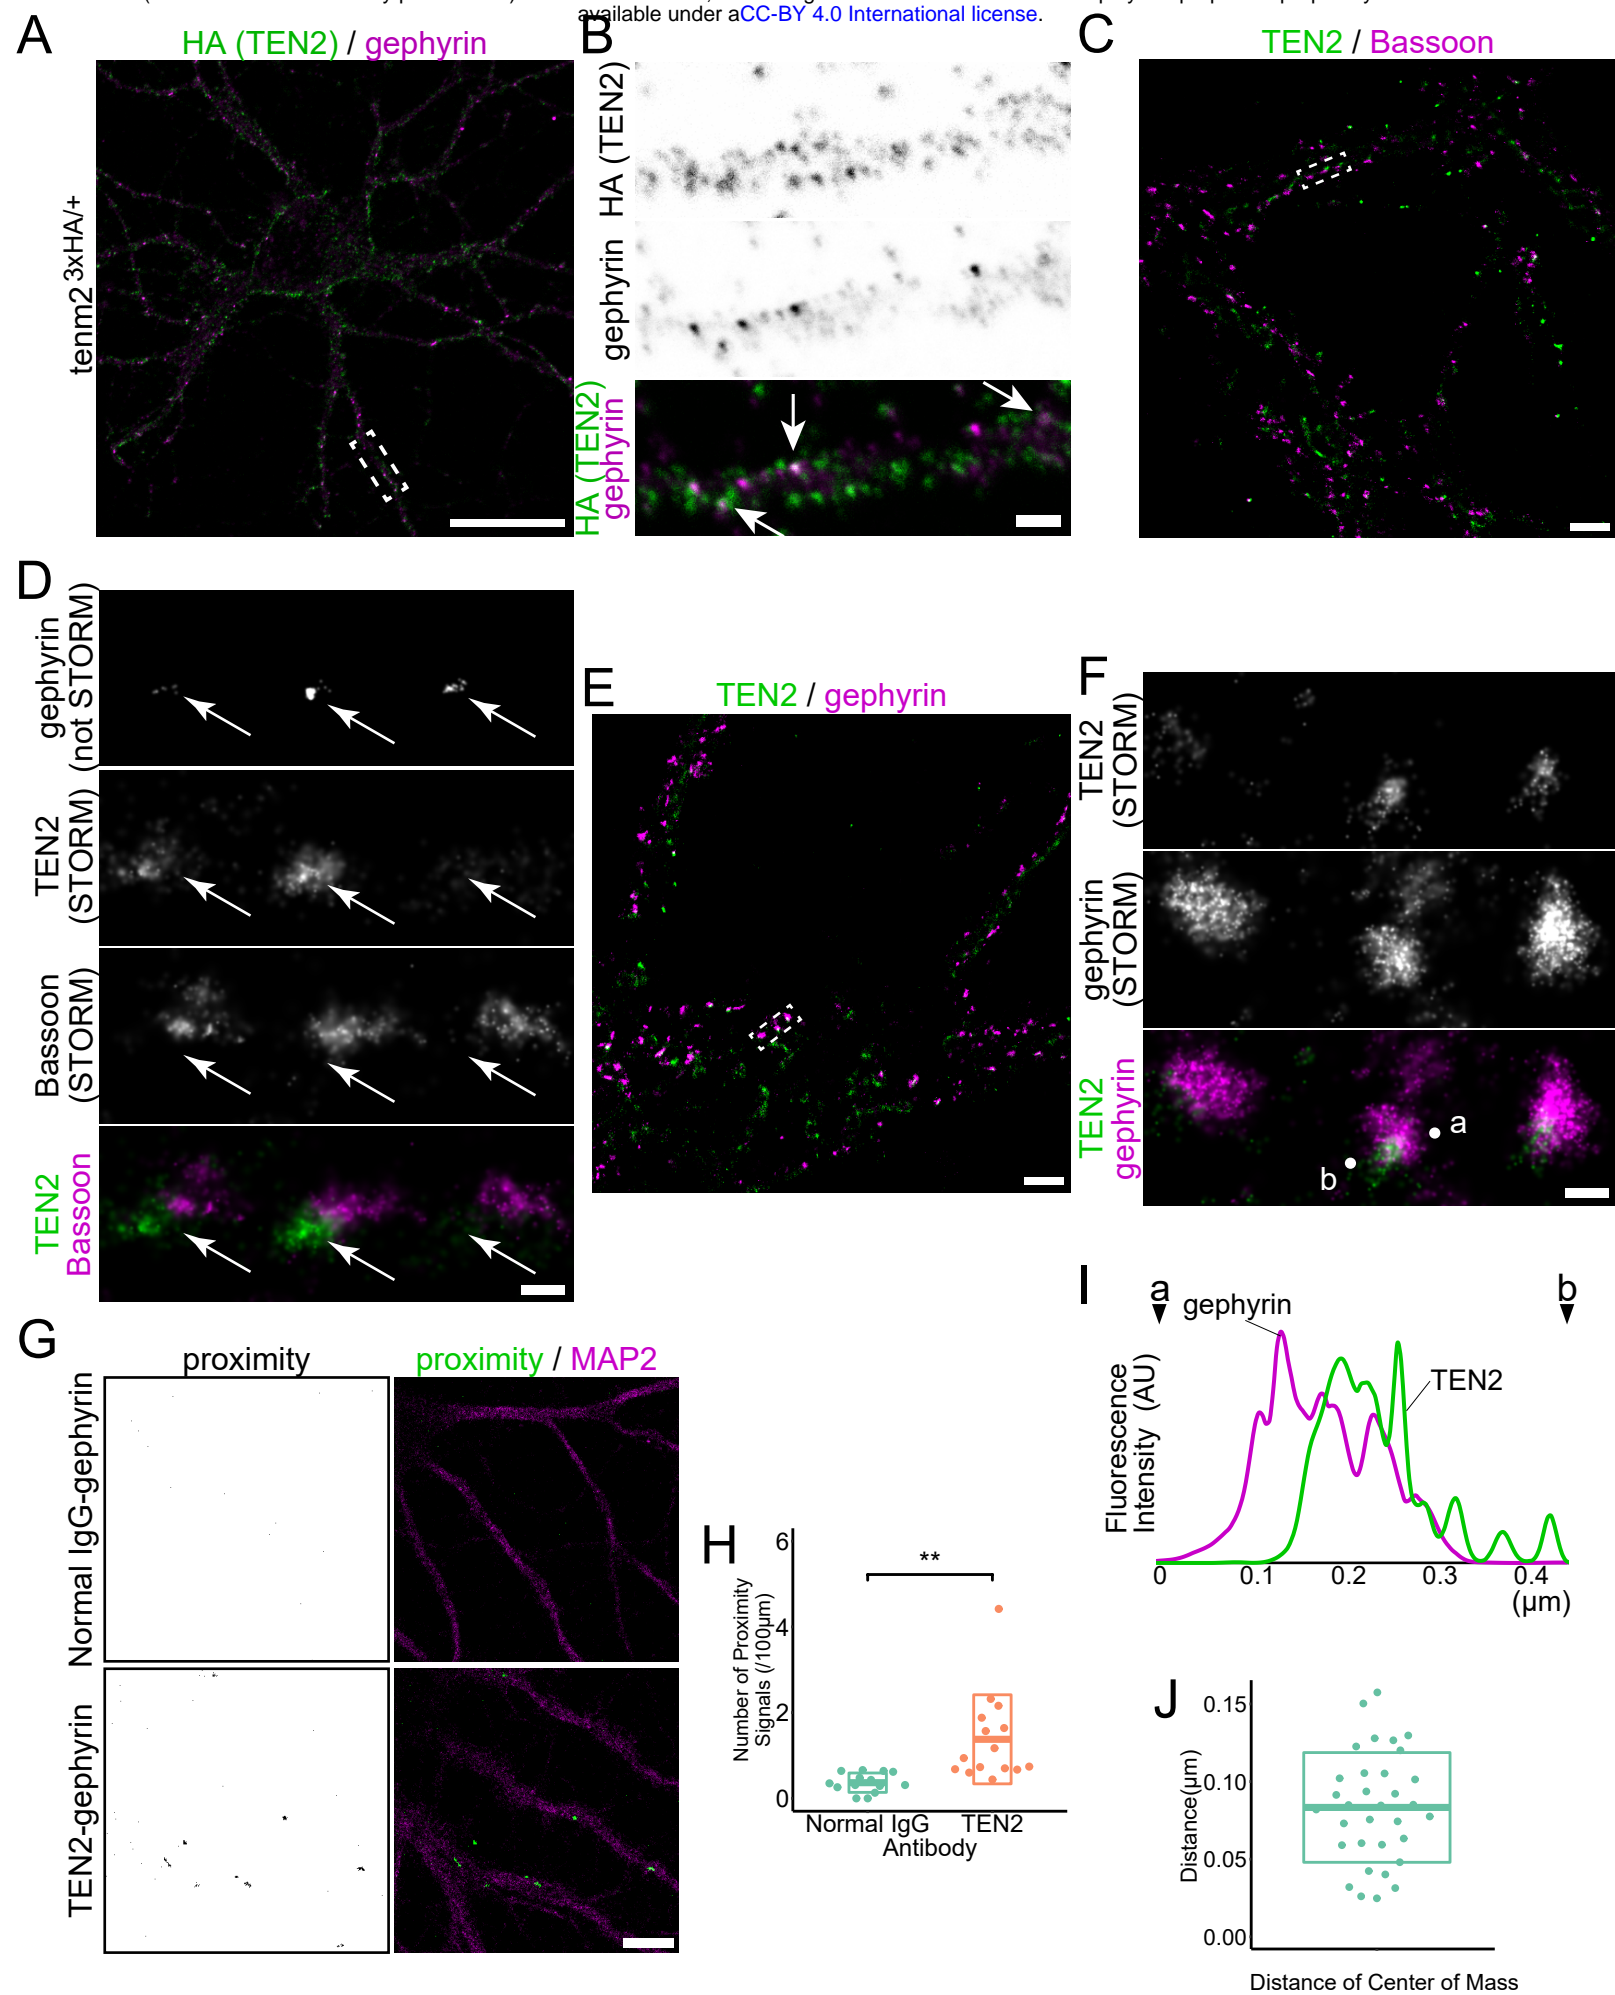 available under aCC-BY 4.0 International license.
A
HA (TEN2) / gephyrin
tenm2 3xHA/+
B
HA (TEN2)
gephyrin
HA (TEN2)
gephyrin
C
TEN2 / Bassoon
D
gephyrin
(not STORM)
TEN2
(STORM)
Bassoon
(STORM)
TEN2
Bassoon
E
TEN2 / gephyrin
F
TEN2
(STORM)
gephyrin
(STORM)
TEN2
gephyrin
a
b
G
proximity
proximity / MAP2
Normal IgG-gephyrin
TEN2-gephyrin
H
Number of Proximity
Signals (/100µm)
6
4
2
0
**
Normal IgG
TEN2
Antibody
I
a
b
gephyrin
TEN2
Fluorescence
Intensity (AU)
0
0.1
0.2
0.3
0.4
(µm)
J
Distance(µm)
0.15
0.10
0.05
0.00
Distance of Center of Mass